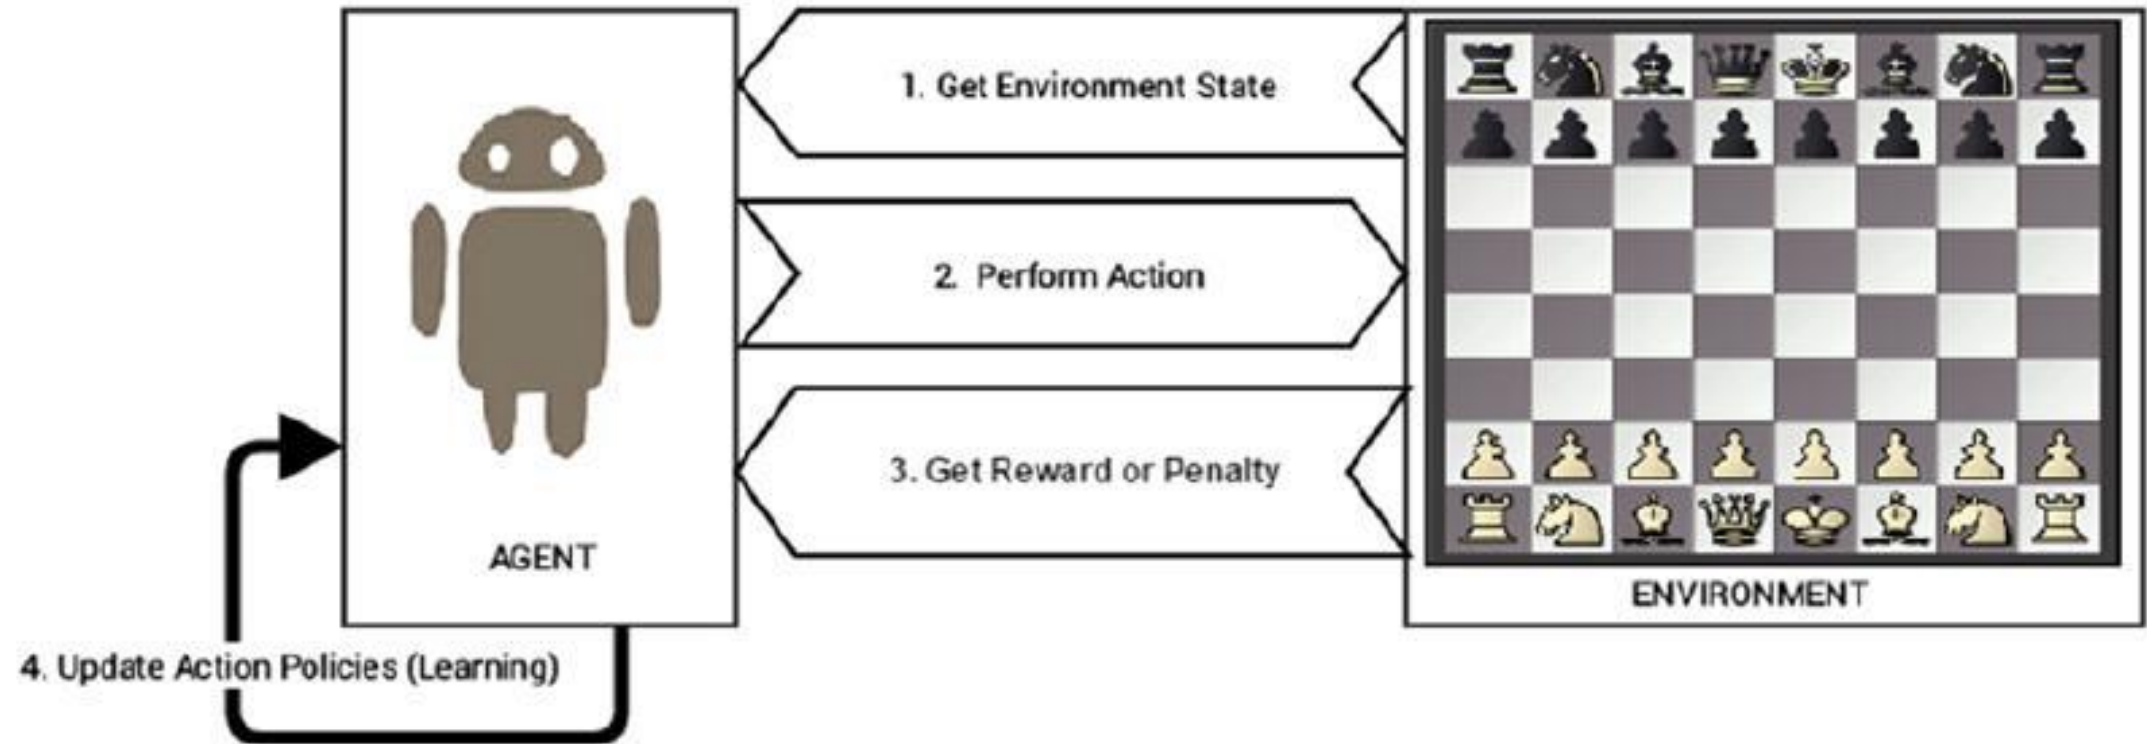 1. Get Environment State
2. Perform Action
3. Get Reward or Penalty
AGENT
ENVIRONMENT
4. Update Action Policies (Learning)